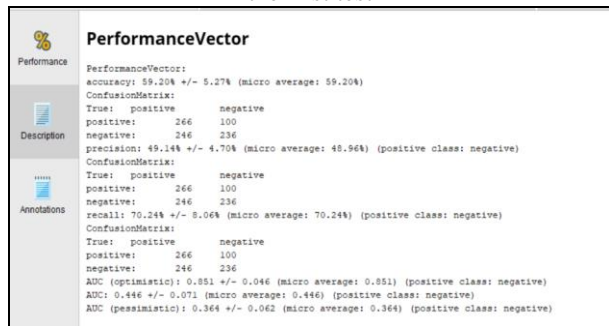 PerformanceVector
Performance
PerformanceVector:
accuracy: 59.20% +/- 5.27% (micro average: 59.20%)
ConfusionMatrix:
True: positive negative
positive: 266 100
negative: 246 236
Description
precision: 49.14% +/- 4.70% (micro average: 48.96%) (positive class: negative)
ConfusionMatrix:
True: positive negative
positive: 266 100
negative: 246 236
Annotations
recall: 70.24% +/- 8.06% (micro average: 70.24%) (positive class: negative)
ConfusionMatrix:
True: positive negative
positive: 266 100
negative: 246 236
AUC (optimistic): 0.851 +/- 0.046 (micro average: 0.851) (positive class: negative)
AUC: 0.446 +/- 0.071 (micro average: 0.446) (positive class: negative)
AUC (pessimistic): 0.364 +/- 0.062 (micro average: 0.364) (positive class: negative)